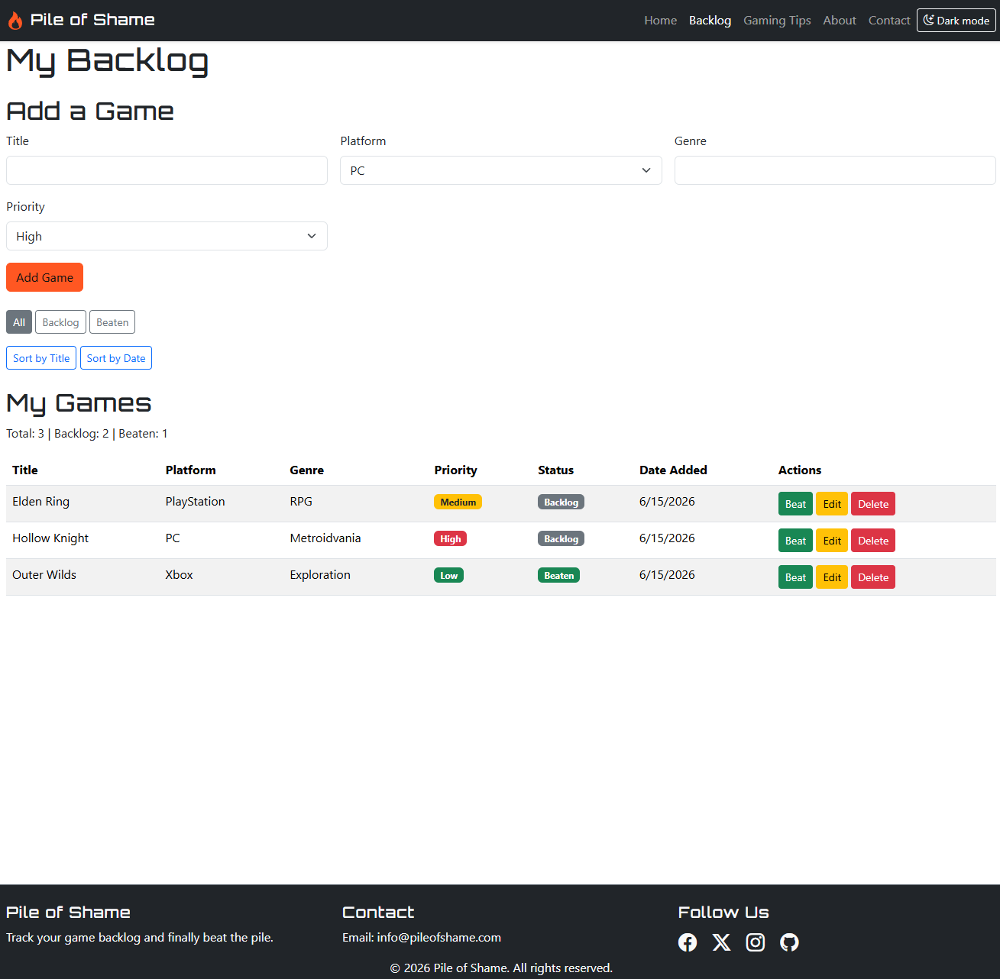 Pile of Shame
Home Backlog Gaming Tips About Contact Dark mode
My Backlog
Add a Game
Title Platform Genre
PC
Priority
High
Add Game
All Backlog Beaten
Sort by Title Sort by Date
My Games
Total: 3 | Backlog: 2 | Beaten: 1
Title Platform Genre Priority Status Date Added Actions
Elden Ring PlayStation RPG Medium Backlog 6/15/2026 Beat Edit Delete
Hollow Knight PC Metroidvania High Backlog 6/15/2026 Beat Edit Delete
Outer Wilds Xbox Exploration Low Beaten 6/15/2026 Beat Edit Delete
Pile of Shame
Track your game backlog and finally beat the pile.
Contact
Email: info@pileofshame.com
Follow Us
© 2026 Pile of Shame. All rights reserved.